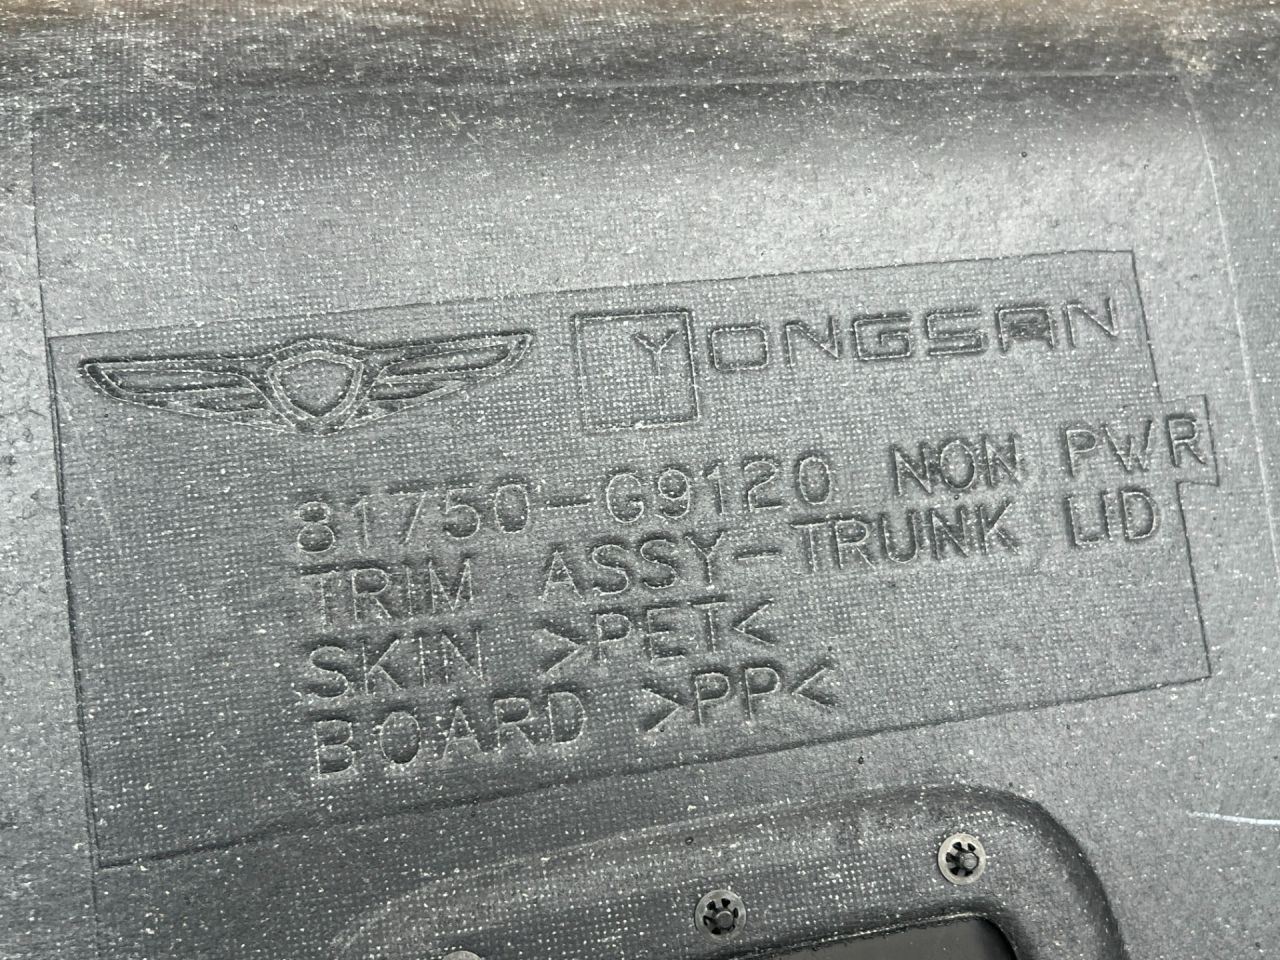 YONGSAN
81750-G9120 NON PWR
TRIM ASSY-TRUNK LID
SKIN >PET<
BOARD >PP<